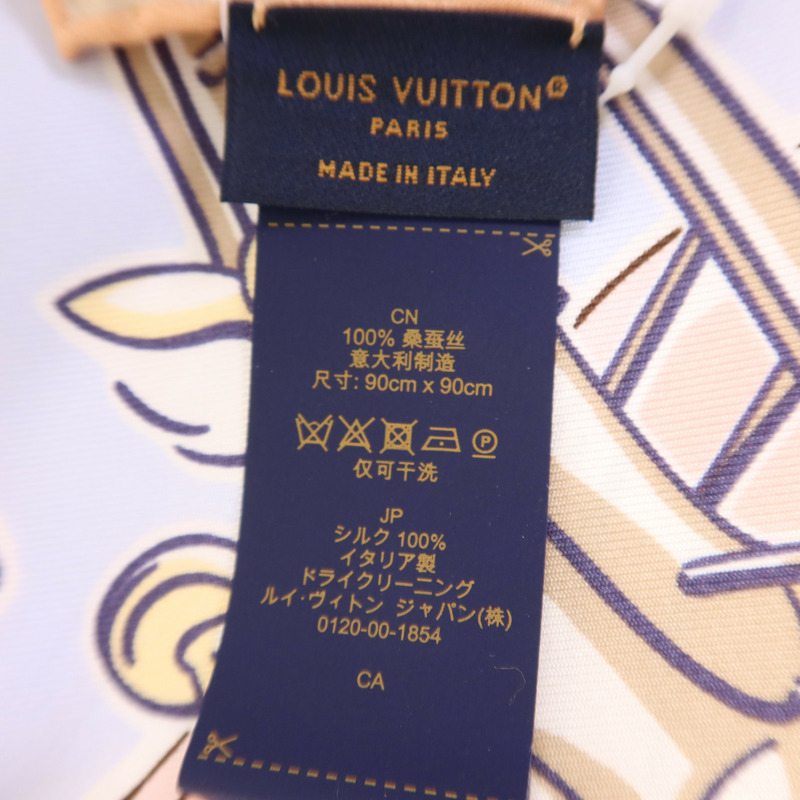 LOUIS VUITTON®
PARIS
MADE IN ITALY
CN
100% 桑蚕丝
意大利制造
尺寸: 90cm x 90cm
P
仅可干洗
JP
シルク 100%
イタリア製
ドライクリーニング
ルイ·ヴィトン ジャパン(株)
0120-00-1854
CA